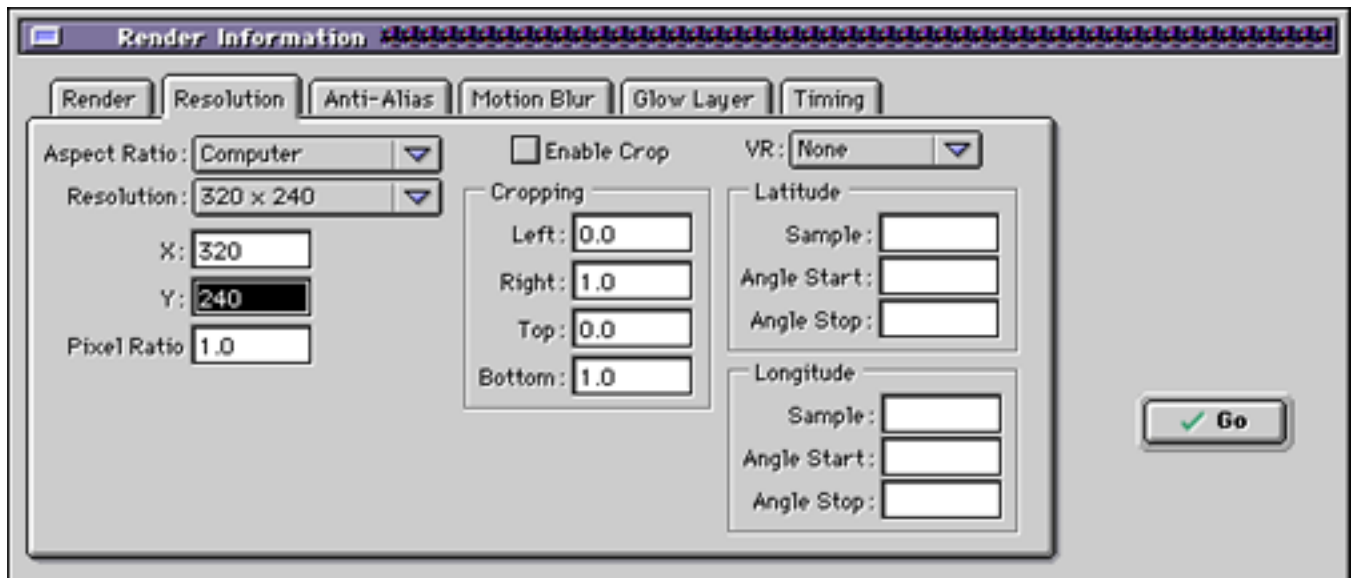 Render Information
Render Resolution Anti-Alias Motion Blur Glow Layer Timing
Aspect Ratio: Computer
Resolution: 320 x 240
X: 320
Y: 240
Pixel Ratio 1.0
Enable Crop
Cropping
Left: 0.0
Right: 1.0
Top: 0.0
Bottom: 1.0
VR: None
Latitude
Sample:
Angle Start:
Angle Stop:
Longitude
Sample:
Angle Start:
Angle Stop:
Go